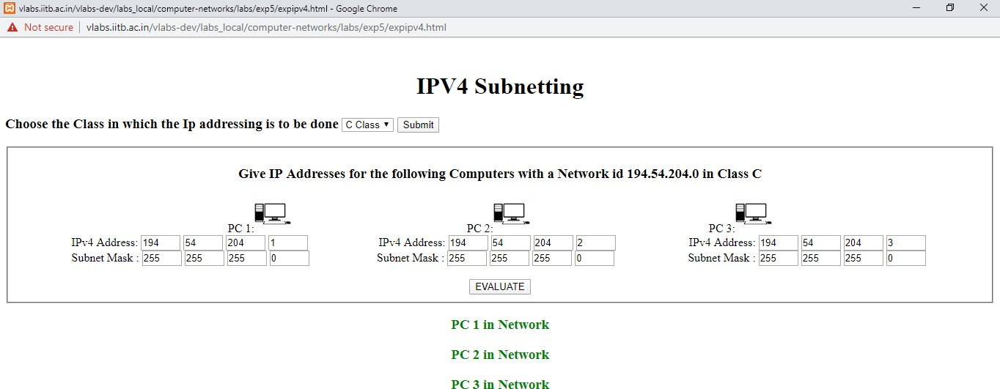 vlabs.iitb.ac.in/vlabs-dev/labs_local/computer-networks/labs/exp5/expipv4.html - Google Chrome
Not secure | vlabs.iitb.ac.in/vlabs-dev/labs_local/computer-networks/labs/exp5/expipv4.html
IPV4 Subnetting
Choose the Class in which the Ip addressing is to be done C Class Submit
Give IP Addresses for the following Computers with a Network id 194.54.204.0 in Class C
PC 1: PC 2: PC 3:
IPv4 Address: 194 54 204 1 IPv4 Address: 194 54 204 2 IPv4 Address: 194 54 204 3
Subnet Mask : 255 255 255 0 Subnet Mask : 255 255 255 0 Subnet Mask : 255 255 255 0
EVALUATE
PC 1 in Network
PC 2 in Network
PC 3 in Network